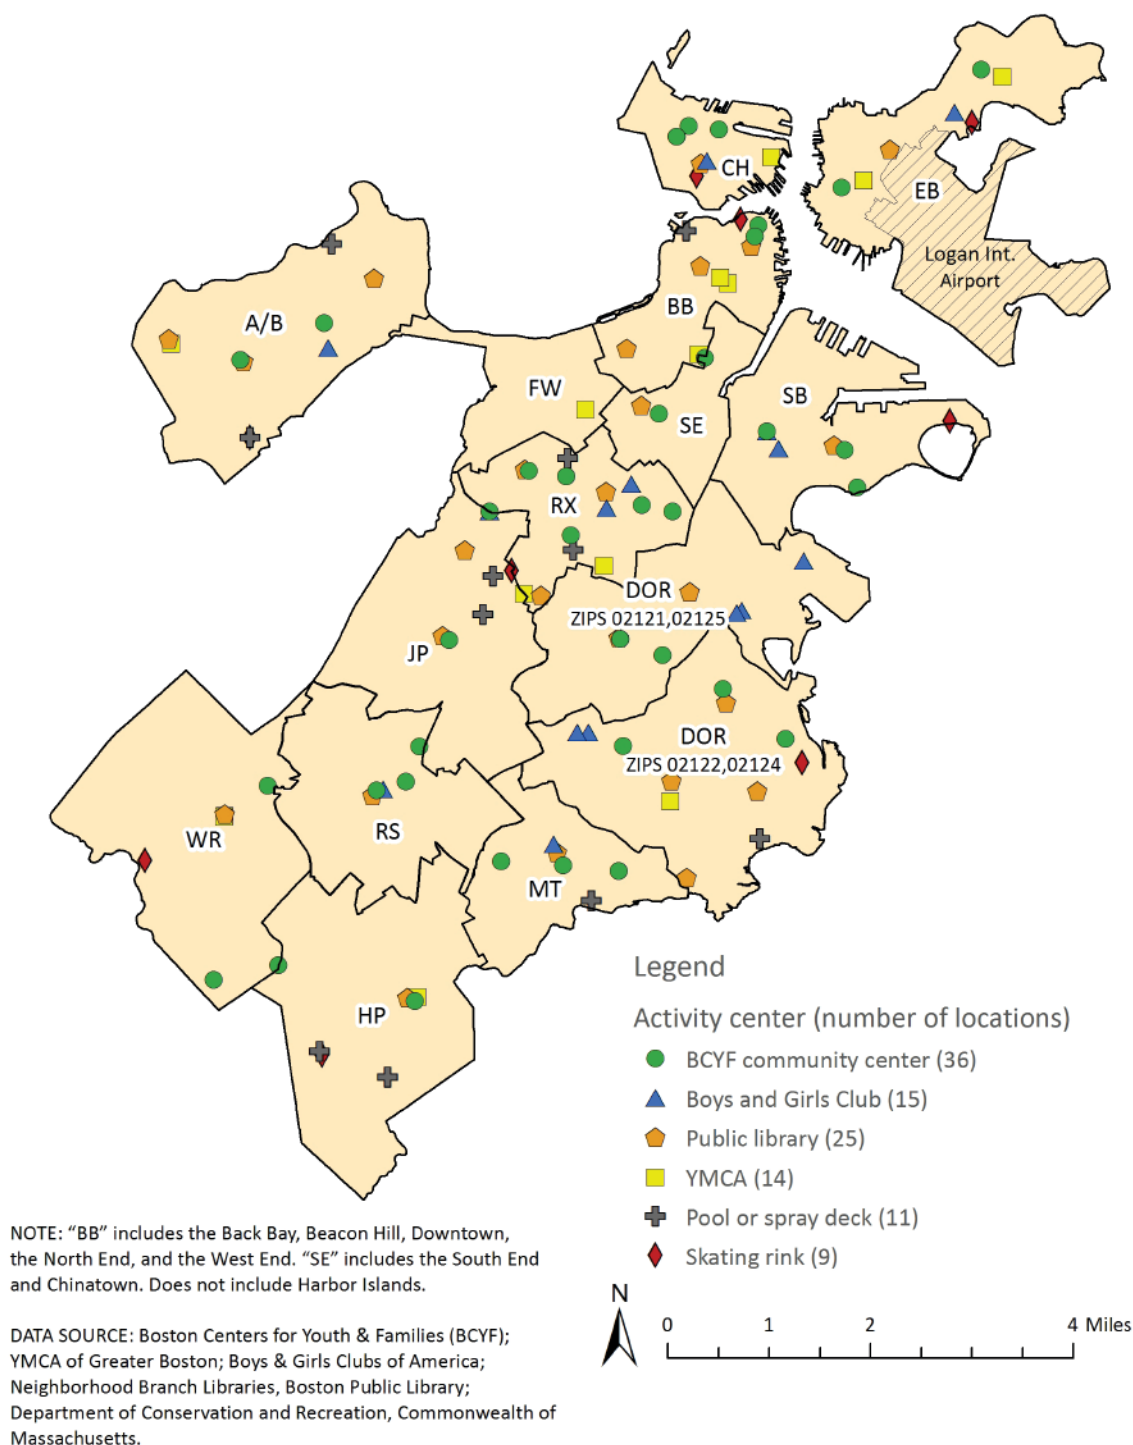 CH
EB
Logan Int.
Airport
A/B
BB
FW
SB
SE
RX
DOR
ZIPS 02121,02125
JP
DOR
ZIPS 02122,02124
WR
RS
MT
HP
Legend
Activity center (number of locations)
BCYF community center (36)
Boys and Girls Club (15)
Public library (25)
YMCA (14)
Pool or spray deck (11)
Skating rink (9)
NOTE: “BB” includes the Back Bay, Beacon Hill, Downtown,
the North End, and the West End. “SE” includes the South End
and Chinatown. Does not include Harbor Islands.
DATA SOURCE: Boston Centers for Youth & Families (BCYF);
YMCA of Greater Boston; Boys & Girls Clubs of America;
Neighborhood Branch Libraries, Boston Public Library;
Department of Conservation and Recreation, Commonwealth of
Massachusetts.
N
0 1 2 4 Miles